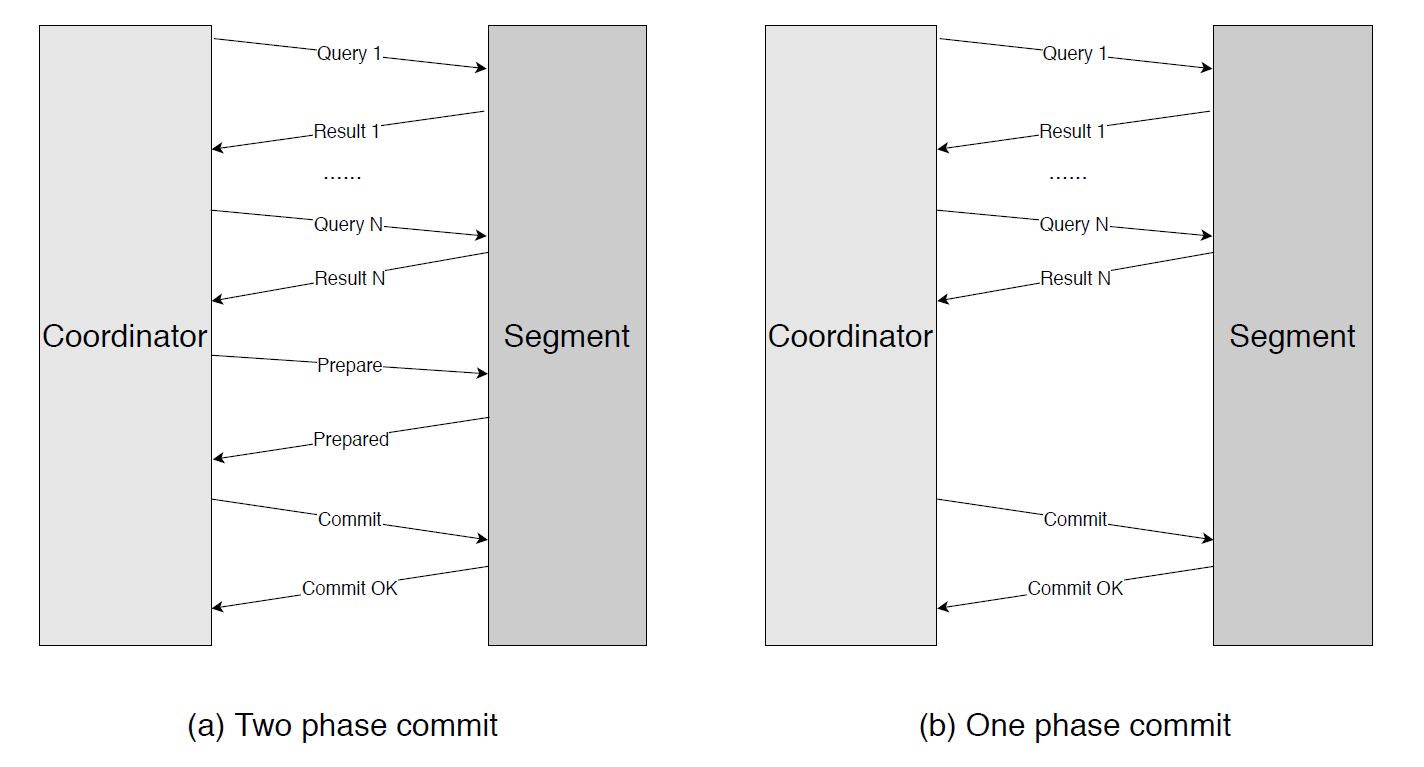 Query 1
Result 1
......
Query N
Result N
Coordinator
Segment
Prepare
Prepared
Commit
Commit OK
(a) Two phase commit
Query 1
Result 1
......
Query N
Result N
Coordinator
Segment
Commit
Commit OK
(b) One phase commit